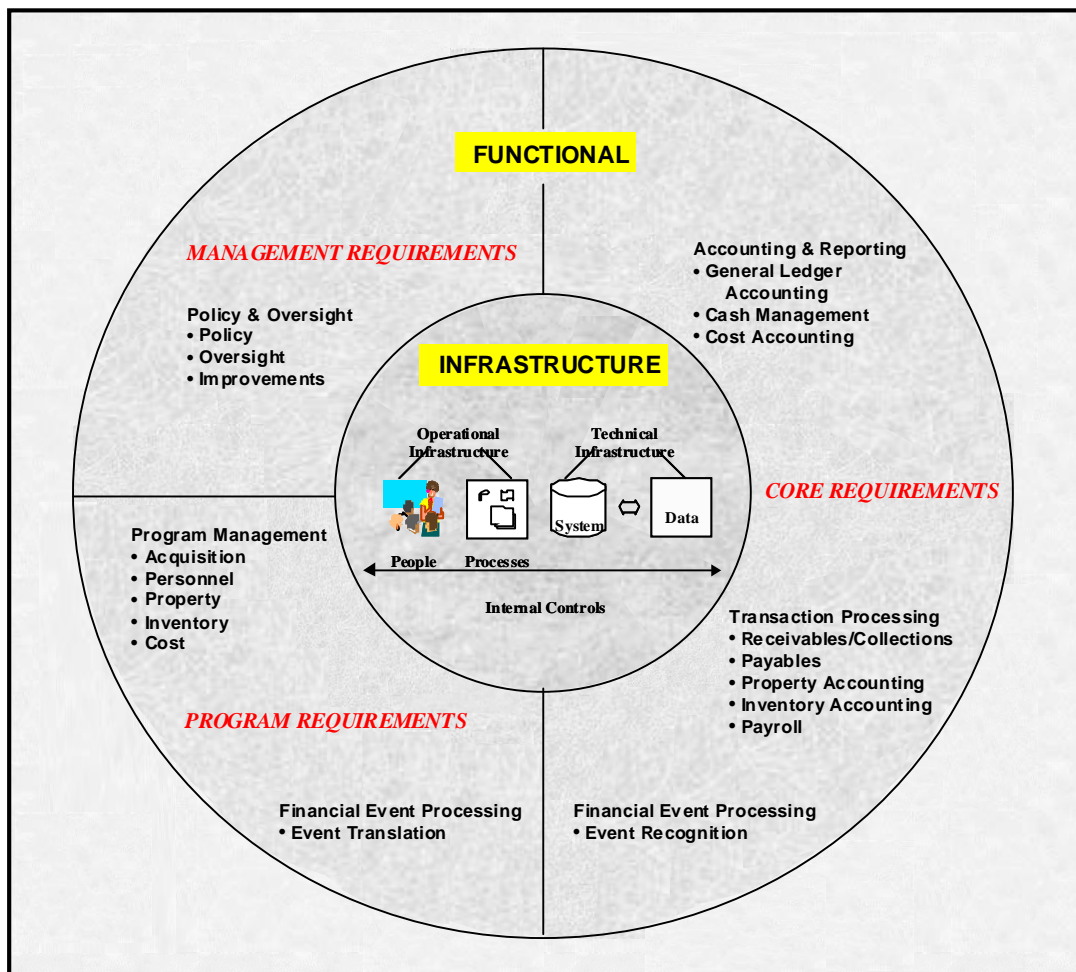 FUNCTIONAL
MANAGEMENT REQUIREMENTS
Policy & Oversight
• Policy
• Oversight
• Improvements
Accounting & Reporting
• General Ledger
Accounting
• Cash Management
• Cost Accounting
INFRASTRUCTURE
Operational
Infrastructure
Technical
Infrastructure
System
Data
People
Processes
Internal Controls
CORE REQUIREMENTS
Program Management
• Acquisition
• Personnel
• Property
• Inventory
• Cost
Transaction Processing
• Receivables/Collections
• Payables
• Property Accounting
• Inventory Accounting
• Payroll
PROGRAM REQUIREMENTS
Financial Event Processing
• Event Translation
Financial Event Processing
• Event Recognition